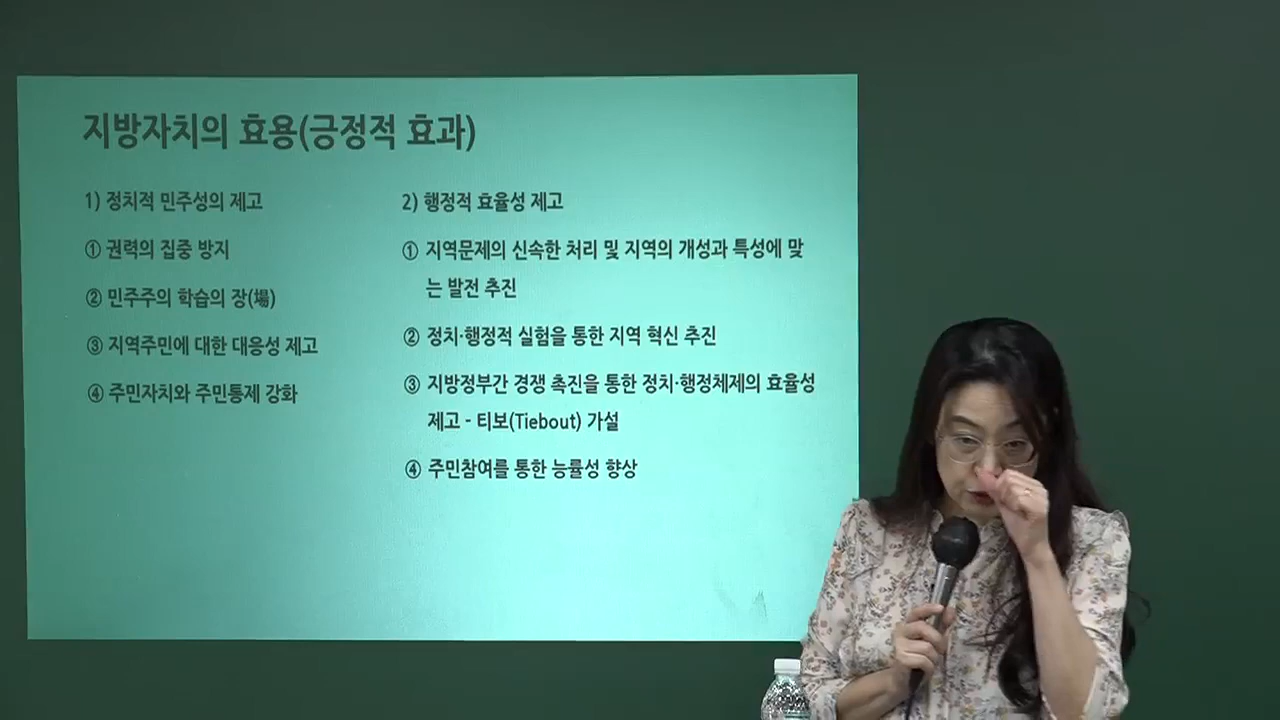 지방자치의 효용(긍정적 효과)
1) 정치적 민주성의 제고
① 권력의 집중 방지
② 민주주의 학습의 장(場)
③ 지역주민에 대한 대응성 제고
④ 주민자치와 주민통제 강화
2) 행정적 효율성 제고
① 지역문제의 신속한 처리 및 지역의 개성과 특성에 맞
는 발전 추진
② 정치·행정적 실험을 통한 지역 혁신 추진
③ 지방정부간 경쟁 촉진을 통한 정치·행정체제의 효율성
제고 - 티보(Tiebout) 가설
④ 주민참여를 통한 능률성 향상